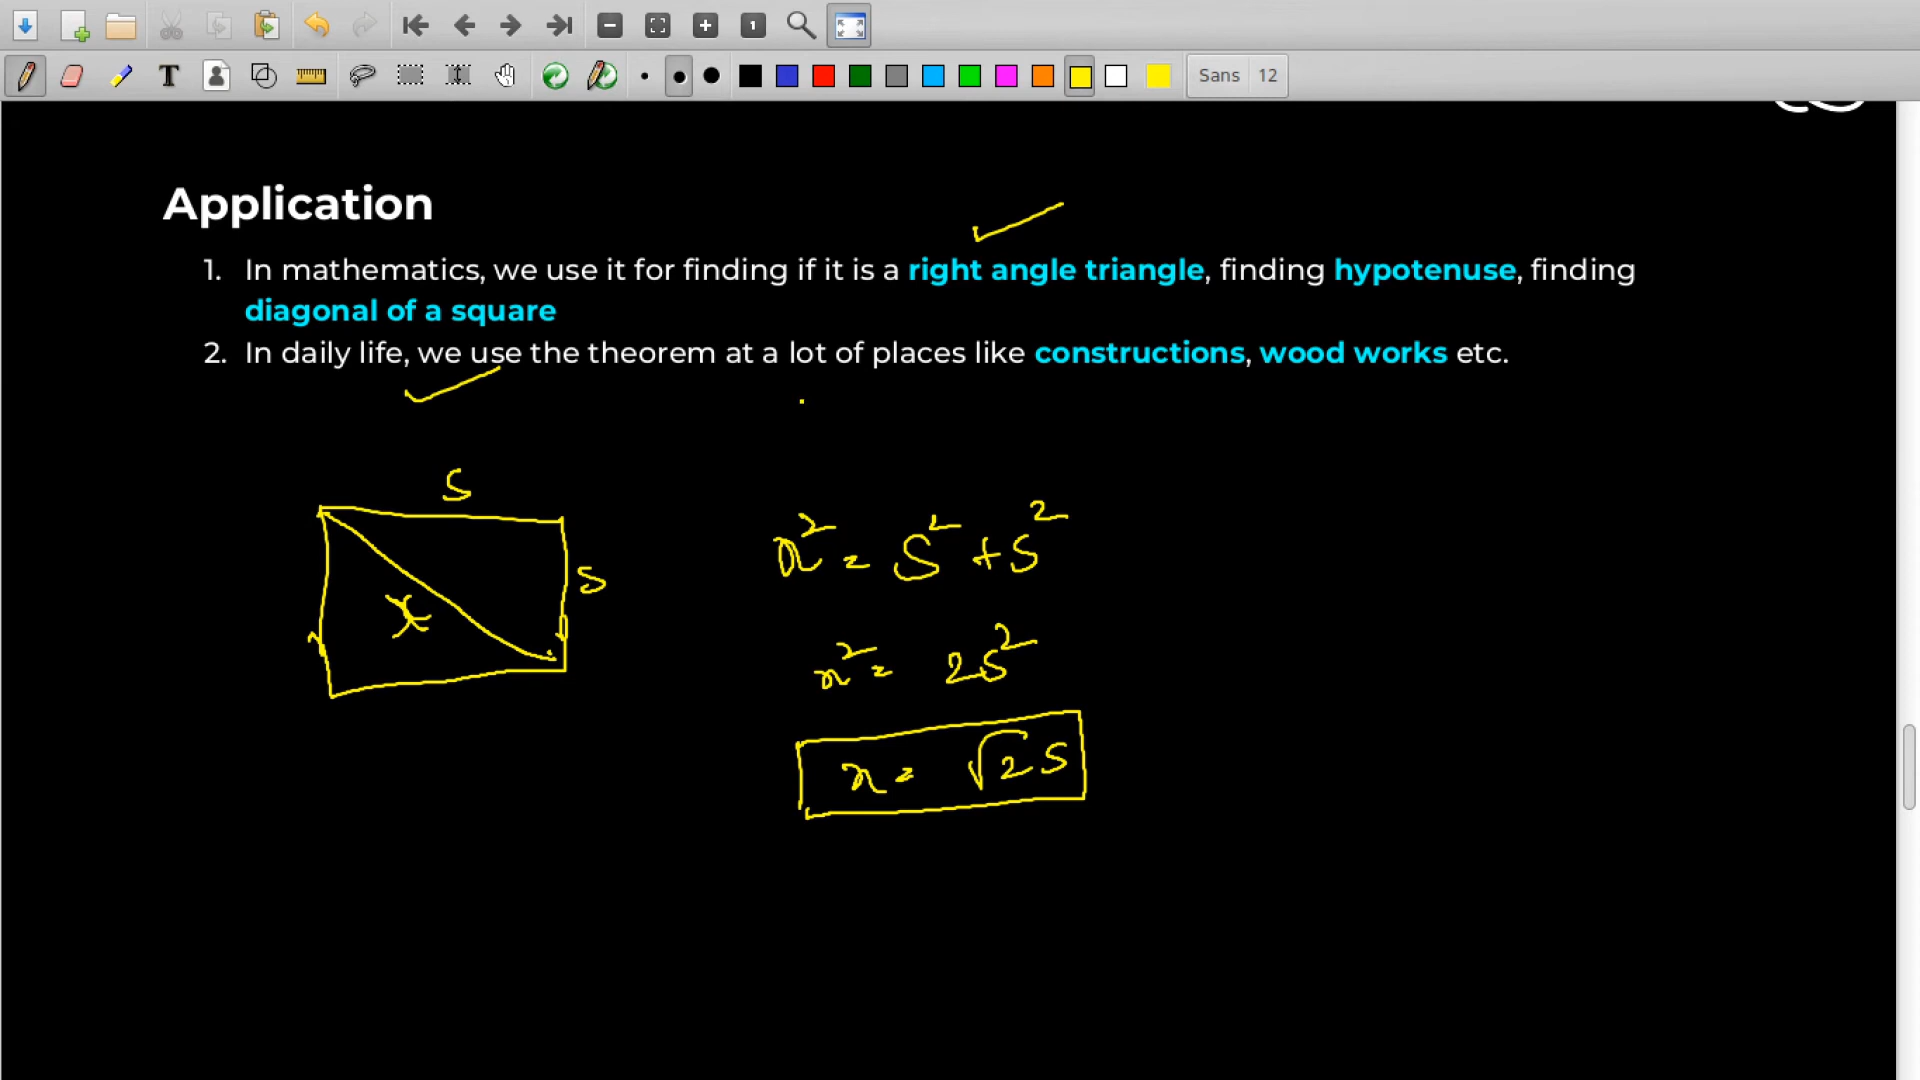 T
1
Sans 12
Application
1. In mathematics, we use it for finding if it is a right angle triangle, finding hypotenuse, finding
diagonal of a square
2. In daily life, we use the theorem at a lot of places like constructions, wood works etc.
S
S
x
x² = S² + S²
x² = 2S²
x = √2 S